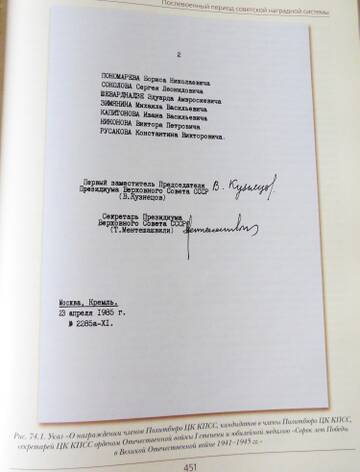 Послевоенный период советской наградной системы
2
ПОНОМАРЕВА Бориса Николаевича
СОКОЛОВА Сергея Леонидовича
ШЕВАРДНАДЗЕ Эдуарда Амвросиевича
ЗИМЯНИНА Михаила Васильевича
КАПИТОНОВА Ивана Васильевича
НИКОНОВА Виктора Петровича
РУСАКОВА Константина Викторовича.
Первый заместитель Председателя
Президиума Верховного Совета СССР
(В.Кузнецов)
В. Кузнецов
Секретарь Президиума
Верховного Совета СССР
(Т.Ментешашвили)
Москва, Кремль.
23 апреля 1985 г.
№ 2285а-XI.
Рис. 74.1. Указ «О награждении членов Политбюро ЦК КПСС, кандидатов в члены Политбюро ЦК КПСС,
секретарей ЦК КПСС орденом Отечественной войны I степени и юбилейной медалью «Сорок лет Победы
в Великой Отечественной войне 1941–1945 гг.»
451